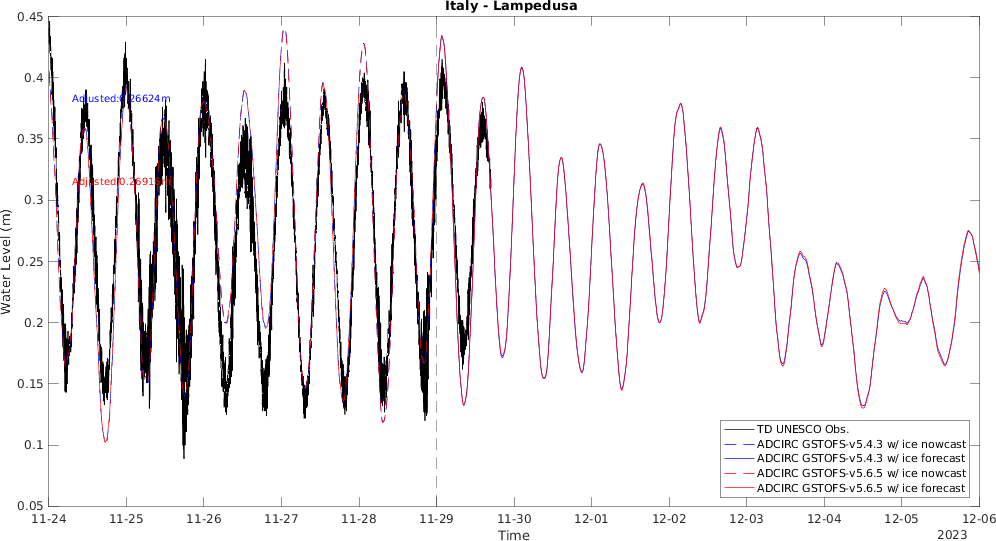 Italy - Lampedusa
0.45
0.4
0.35
0.3
0.25
0.2
0.15
0.1
0.05
Water Level (m)
Adjusted:0.26624m
TD UNESCO Obs.
ADCIRC GSTOFS-v5.4.3 w/ ice nowcast
ADCIRC GSTOFS-v5.4.3 w/ ice forecast
ADCIRC GSTOFS-v5.6.5 w/ ice nowcast
ADCIRC GSTOFS-v5.6.5 w/ ice forecast
11-24 11-25 11-26 11-27 11-28 11-29 11-30 12-01 12-02 12-03 12-04 12-05 12-06
Time
2023